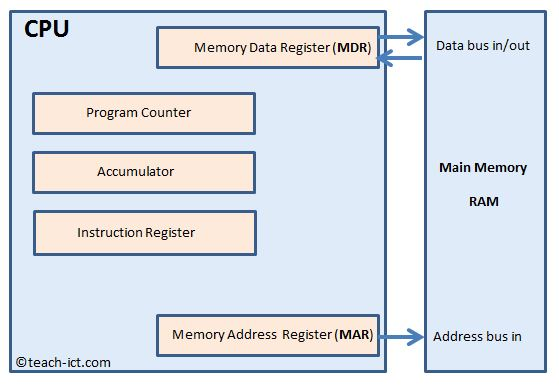 CPU
Memory Data Register (MDR)
Data bus in/out
Program Counter
Accumulator
Main Memory
RAM
Instruction Register
Memory Address Register (MAR)
Address bus in
©teach-ict.com